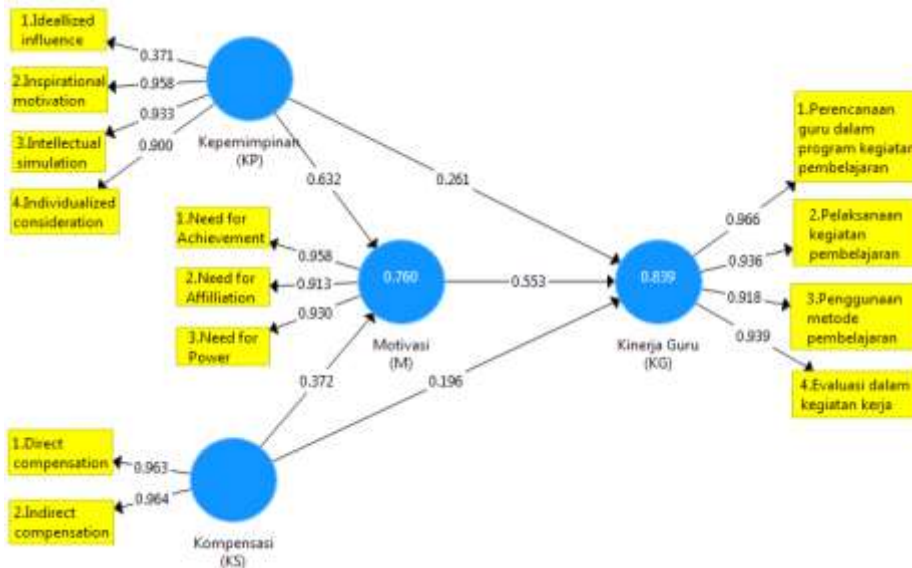 1.Ideallized
influence
0.371
2.Inspirational
motivation
0.958
0.933
3.Intellectual
simulation
0.900
4.Individualized
consideration
Kepemimpinan
(KP)
0.632
0.261
1.Need for
Achievement
0.958
2.Need for
Affilliation
0.913
3.Need for
Power
0.930
0.760
Motivasi
(M)
0.553
0.372
0.196
1.Direct
compensation
0.963
2.Indirect
compensation
0.964
Kompensasi
(KS)
0.839
Kinerja Guru
(KG)
1.Perencanaan
guru dalam
program kegiatan
pembelajaran
0.966
2.Pelaksanaan
kegiatan
pembelajaran
0.936
3.Penggunaan
metode
pembelajaran
0.918
4.Evaluasi dalam
kegiatan kerja
0.939